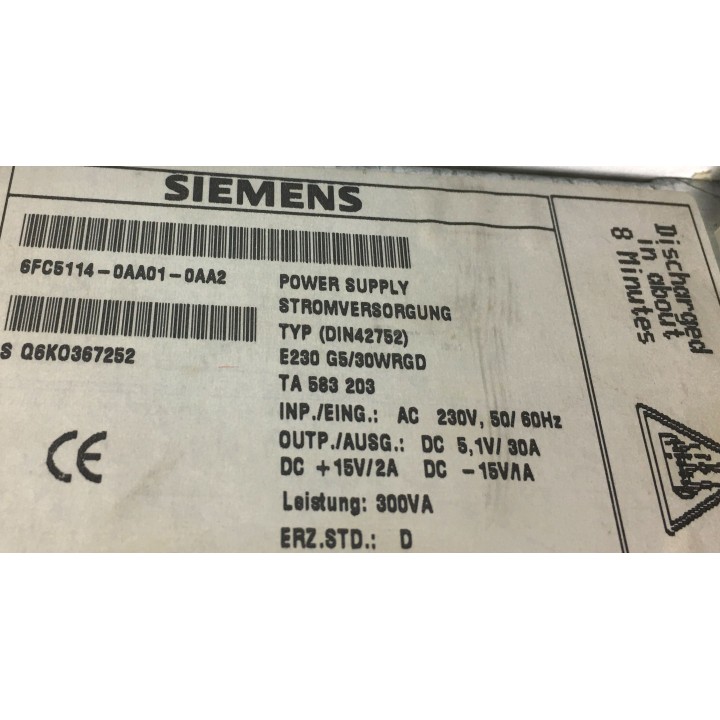 SIEMENS
6FC5114-0AA01-0AA2
S Q6K0367252
POWER SUPPLY
STROMVERSORGUNG
TYP (DIN42752)
E230 G5/30WRGD
TA 583 203
INP./EING.: AC 230V, 50/60Hz
OUTP./AUSG.: DC 5,1V/30A
DC +15V/2A DC -15V/1A
Leistung: 300VA
ERZ.STD.: D
CE
Discharged
in about
8 Minutes